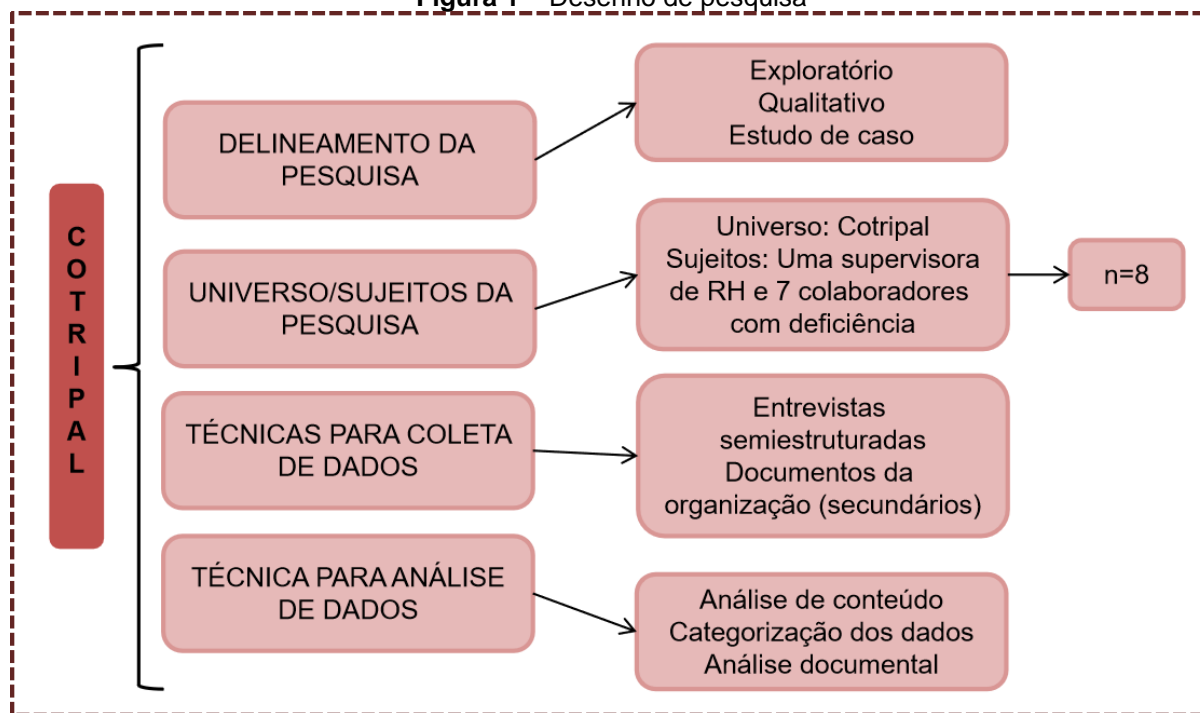 Figura 1 – Desenho de pesquisa
COTRIPAL
DELINEAMENTO DA
PESQUISA
Exploratório
Qualitativo
Estudo de caso
UNIVERSO/SUJEITOS DA
PESQUISA
Universo: Cotripal
Sujeitos: Uma supervisora
de RH e 7 colaboradores
com deficiência
n=8
TÉCNICAS PARA COLETA
DE DADOS
Entrevistas
semiestruturadas
Documentos da
organização (secundários)
TÉCNICA PARA ANÁLISE
DE DADOS
Análise de conteúdo
Categorização dos dados
Análise documental